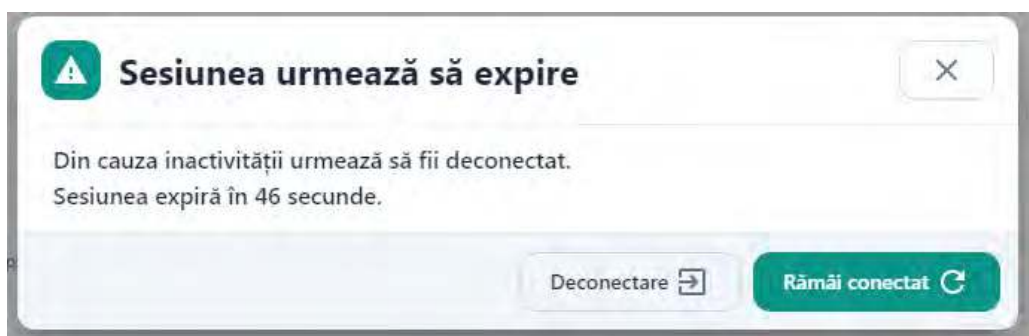 Sesiunea urmează să expire
Din cauza inactivității urmează să fii deconectat.
Sesiunea expiră în 46 secunde.
Deconectare
Rămâi conectat